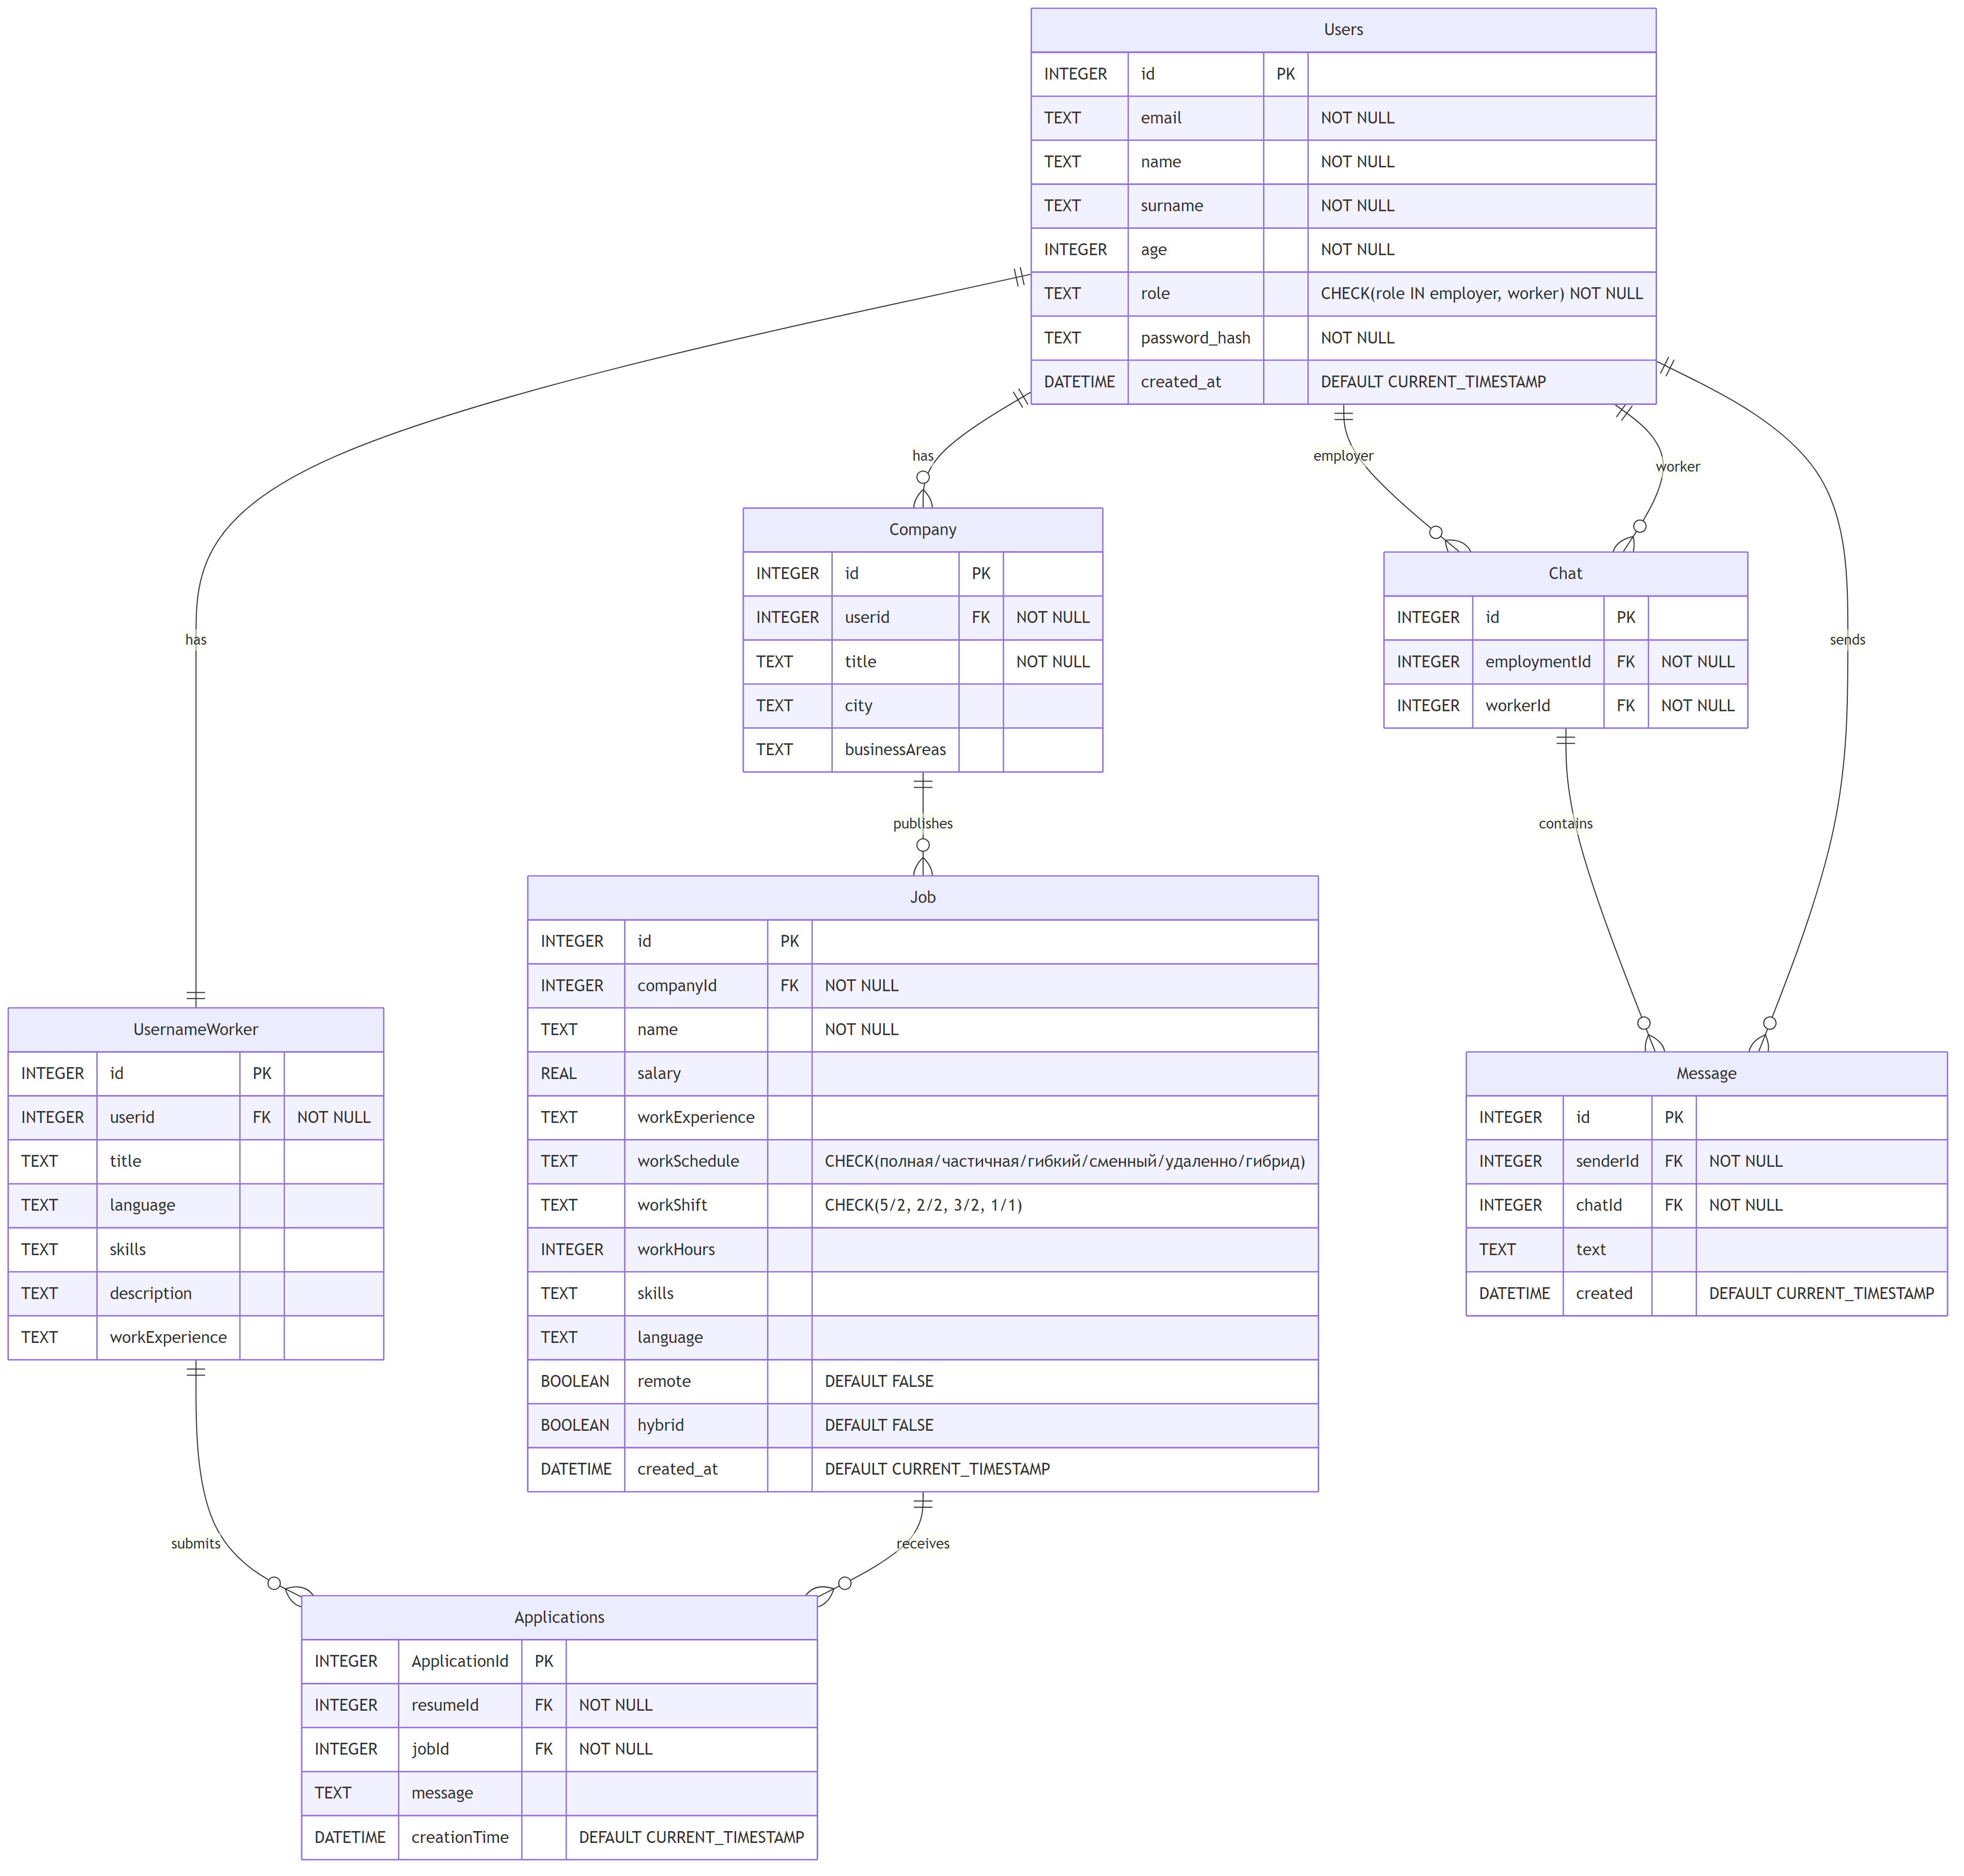 Users
INTEGER id PK
TEXT email NOT NULL
TEXT name NOT NULL
TEXT surname NOT NULL
INTEGER age NOT NULL
TEXT role CHECK(role IN employer, worker) NOT NULL
TEXT password_hash NOT NULL
DATETIME created_at DEFAULT CURRENT_TIMESTAMP
has
employer
worker
has
sends
Company
INTEGER id PK
INTEGER userid FK NOT NULL
TEXT title NOT NULL
TEXT city
TEXT businessAreas
Chat
INTEGER id PK
INTEGER employmentId FK NOT NULL
INTEGER workerId FK NOT NULL
publishes
contains
Job
INTEGER id PK
INTEGER companyId FK NOT NULL
TEXT name NOT NULL
REAL salary
TEXT workExperience
TEXT workSchedule CHECK(полная/частичная/гибкий/сменный/удаленно/гибрид)
TEXT workShift CHECK(5/2, 2/2, 3/2, 1/1)
INTEGER workHours
TEXT skills
TEXT language
BOOLEAN remote DEFAULT FALSE
BOOLEAN hybrid DEFAULT FALSE
DATETIME created_at DEFAULT CURRENT_TIMESTAMP
UsernameWorker
INTEGER id PK
INTEGER userid FK NOT NULL
TEXT title
TEXT language
TEXT skills
TEXT description
TEXT workExperience
Message
INTEGER id PK
INTEGER senderId FK NOT NULL
INTEGER chatId FK NOT NULL
TEXT text
DATETIME created DEFAULT CURRENT_TIMESTAMP
submits
receives
Applications
INTEGER ApplicationId PK
INTEGER resumeId FK NOT NULL
INTEGER jobId FK NOT NULL
TEXT message
DATETIME creationTime DEFAULT CURRENT_TIMESTAMP